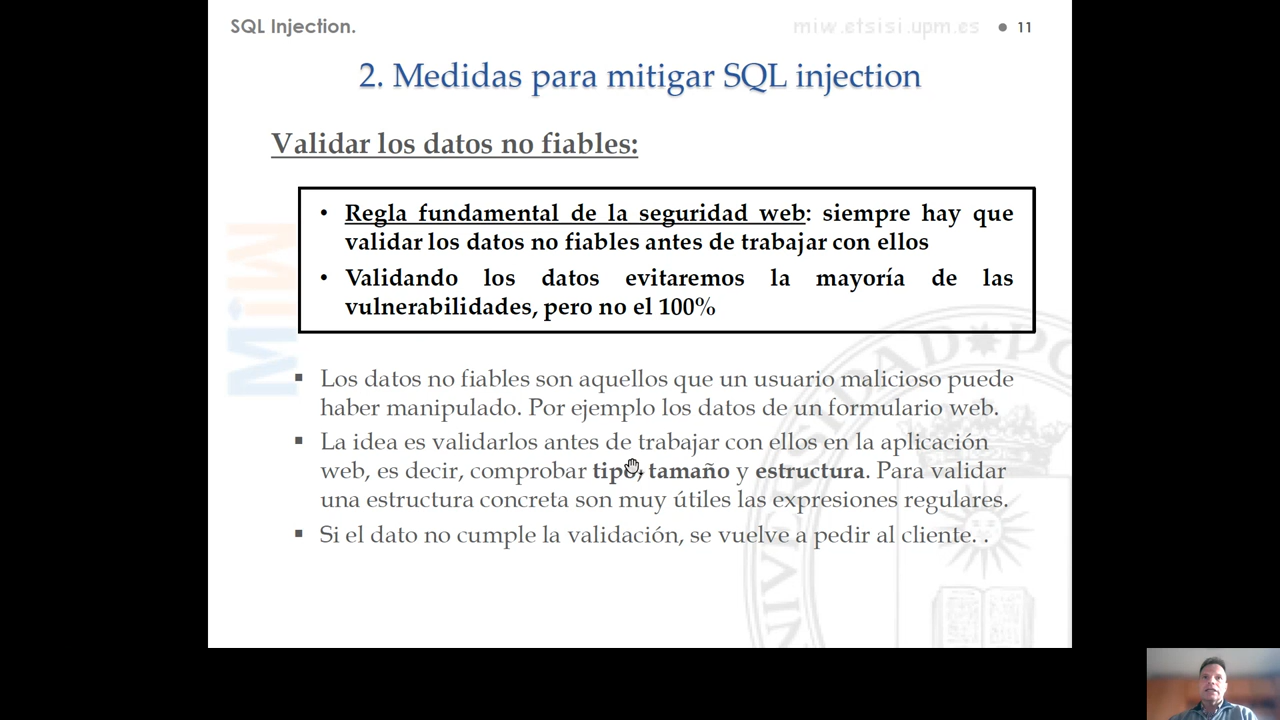 SQL Injection.
miw.etsisi.upm.es
11
2. Medidas para mitigar SQL injection
Validar los datos no fiables:
• Regla fundamental de la seguridad web: siempre hay que
validar los datos no fiables antes de trabajar con ellos
• Validando los datos evitaremos la mayoría de las
vulnerabilidades, pero no el 100%
MiW
▪ Los datos no fiables son aquellos que un usuario malicioso puede
haber manipulado. Por ejemplo los datos de un formulario web.
▪ La idea es validarlos antes de trabajar con ellos en la aplicación
web, es decir, comprobar tipo, tamaño y estructura. Para validar
una estructura concreta son muy útiles las expresiones regulares.
▪ Si el dato no cumple la validación, se vuelve a pedir al cliente. .